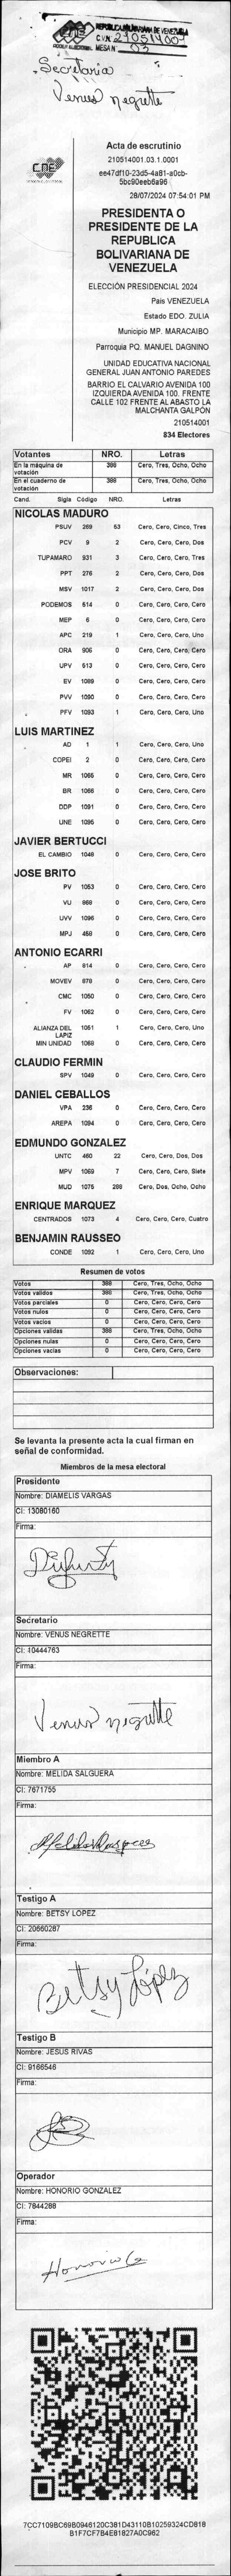 CNE
REPUBLICA BOLIVARIANA DE VENEZUELA
C.V.N. 210514001
MESA Nº 03
Secretaria
Venus negrette
CNE
Acta de escrutinio
210514001.03.1.0001
ee47df10-23d5-4a81-a0cb-
5bc90eeb6a96
28/07/2024 07:54:01 PM
PRESIDENTA O
PRESIDENTE DE LA
REPUBLICA
BOLIVARIANA DE
VENEZUELA
ELECCIÓN PRESIDENCIAL 2024
Pais VENEZUELA
Estado EDO. ZULIA
Municipio MP. MARACAIBO
Parroquia PQ. MANUEL DAGNINO
UNIDAD EDUCATIVA NACIONAL
GENERAL JUAN ANTONIO PAREDES
BARRIO EL CALVARIO AVENIDA 100
IZQUIERDA AVENIDA 100. FRENTE
CALLE 102 FRENTE AL ABASTO LA
MALCHANTA GALPÓN
210514001
834 Electores
Votantes NRO. Letras
En la máquina de votación 388 Cero, Tres, Ocho, Ocho
En el cuaderno de votación 388 Cero, Tres, Ocho, Ocho
Cand. Sigla Código NRO. Letras
NICOLAS MADURO
PSUV 269 53 Cero, Cero, Cinco, Tres
PCV 9 2 Cero, Cero, Cero, Dos
TUPAMARO 931 3 Cero, Cero, Cero, Tres
PPT 276 2 Cero, Cero, Cero, Dos
MSV 1017 2 Cero, Cero, Cero, Dos
PODEMOS 514 0 Cero, Cero, Cero, Cero
MEP 6 0 Cero, Cero, Cero, Cero
APC 219 1 Cero, Cero, Cero, Uno
ORA 906 0 Cero, Cero, Cero, Cero
UPV 513 0 Cero, Cero, Cero, Cero
EV 1089 0 Cero, Cero, Cero, Cero
PVV 1090 0 Cero, Cero, Cero, Cero
PFV 1093 1 Cero, Cero, Cero, Uno
LUIS MARTINEZ
AD 1 1 Cero, Cero, Cero, Uno
COPEI 2 0 Cero, Cero, Cero, Cero
MR 1065 0 Cero, Cero, Cero, Cero
BR 1066 0 Cero, Cero, Cero, Cero
DDP 1091 0 Cero, Cero, Cero, Cero
UNE 1095 0 Cero, Cero, Cero, Cero
JAVIER BERTUCCI
EL CAMBIO 1048 0 Cero, Cero, Cero, Cero
JOSE BRITO
PV 1053 0 Cero, Cero, Cero, Cero
VU 868 0 Cero, Cero, Cero, Cero
UVV 1096 0 Cero, Cero, Cero, Cero
MPJ 458 0 Cero, Cero, Cero, Cero
ANTONIO ECARRI
AP 814 0 Cero, Cero, Cero, Cero
MOVEV 878 0 Cero, Cero, Cero, Cero
CMC 1050 0 Cero, Cero, Cero, Cero
FV 1062 0 Cero, Cero, Cero, Cero
ALIANZA DEL LAPIZ 1051 1 Cero, Cero, Cero, Uno
MIN UNIDAD 1068 0 Cero, Cero, Cero, Cero
CLAUDIO FERMIN
SPV 1049 0 Cero, Cero, Cero, Cero
DANIEL CEBALLOS
VPA 236 0 Cero, Cero, Cero, Cero
AREPA 1094 0 Cero, Cero, Cero, Cero
EDMUNDO GONZALEZ
UNTC 460 22 Cero, Cero, Dos, Dos
MPV 1069 7 Cero, Cero, Cero, Siete
MUD 1075 288 Cero, Dos, Ocho, Ocho
ENRIQUE MARQUEZ
CENTRADOS 1073 4 Cero, Cero, Cero, Cuatro
BENJAMIN RAUSSEO
CONDE 1092 1 Cero, Cero, Cero, Uno
Resumen de votos
Votos 388 Cero, Tres, Ocho, Ocho
Votos validos 388 Cero, Tres, Ocho, Ocho
Votos parciales 0 Cero, Cero, Cero, Cero
Votos nulos 0 Cero, Cero, Cero, Cero
Votos vacios 0 Cero, Cero, Cero, Cero
Opciones validas 388 Cero, Tres, Ocho, Ocho
Opciones nulas 0 Cero, Cero, Cero, Cero
Opciones vacias 0 Cero, Cero, Cero, Cero
Observaciones:
Se levanta la presente acta la cual firman en
señal de conformidad.
Miembros de la mesa electoral
Presidente
Nombre: DIAMELIS VARGAS
CI: 13080160
Firma:
Secretario
Nombre: VENUS NEGRETTE
CI: 10444763
Firma:
Venus negrette
Miembro A
Nombre: MELIDA SALGUERA
CI: 7671755
Firma:
Testigo A
Nombre: BETSY LOPEZ
CI: 20660287
Firma:
Betsy López
Testigo B
Nombre: JESUS RIVAS
CI: 9166546
Firma:
Operador
Nombre: HONORIO GONZALEZ
CI: 7844288
Firma:
Honorio G
7CC7109BC69B0946120C381D43110B10259324CD818
B1F7CF7B4E81827A0C962